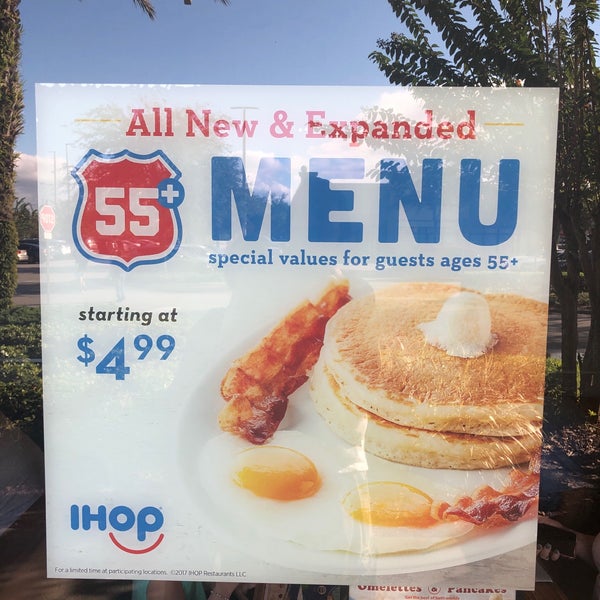 All New & Expanded
55+ MENU
special values for guests ages 55+
starting at
$4.99
IHOP
For a limited time at participating locations. ©2017 IHOP Restaurants LLC
Omelettes & Pancakes